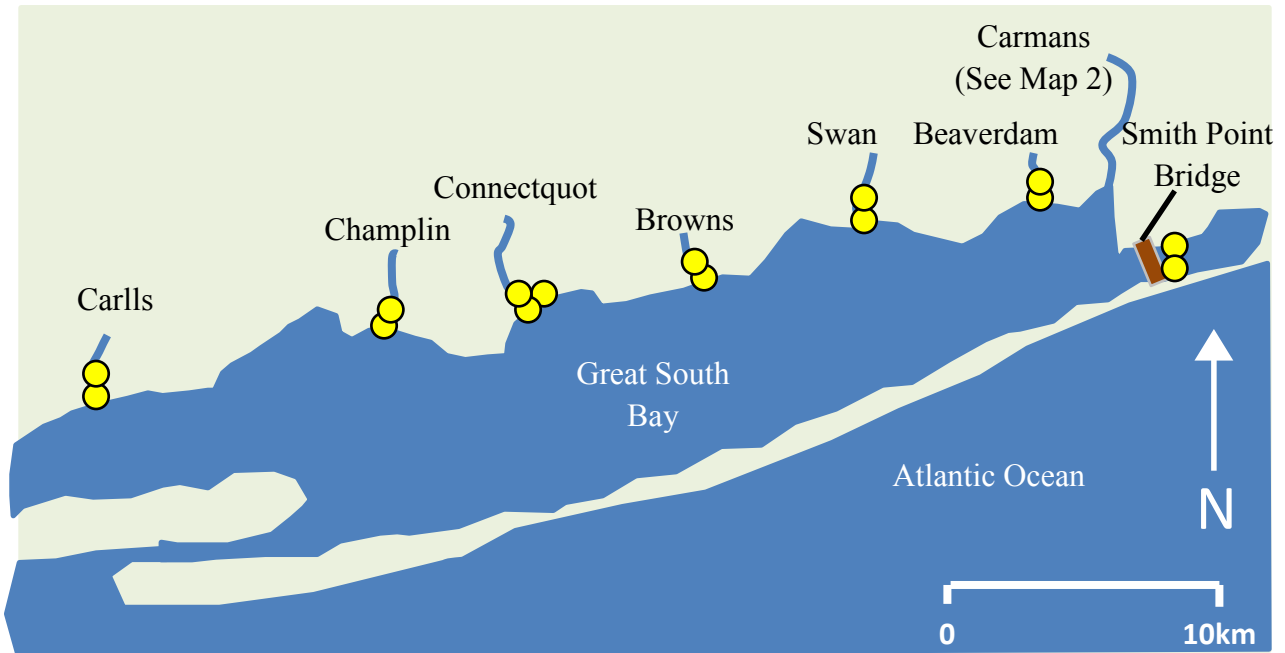 Carmans
(See Map 2)
Swan
Beaverdam
Smith Point
Bridge
Connectquot
Browns
Champlin
Carlls
Great South
Bay
Atlantic Ocean
N
0
10km